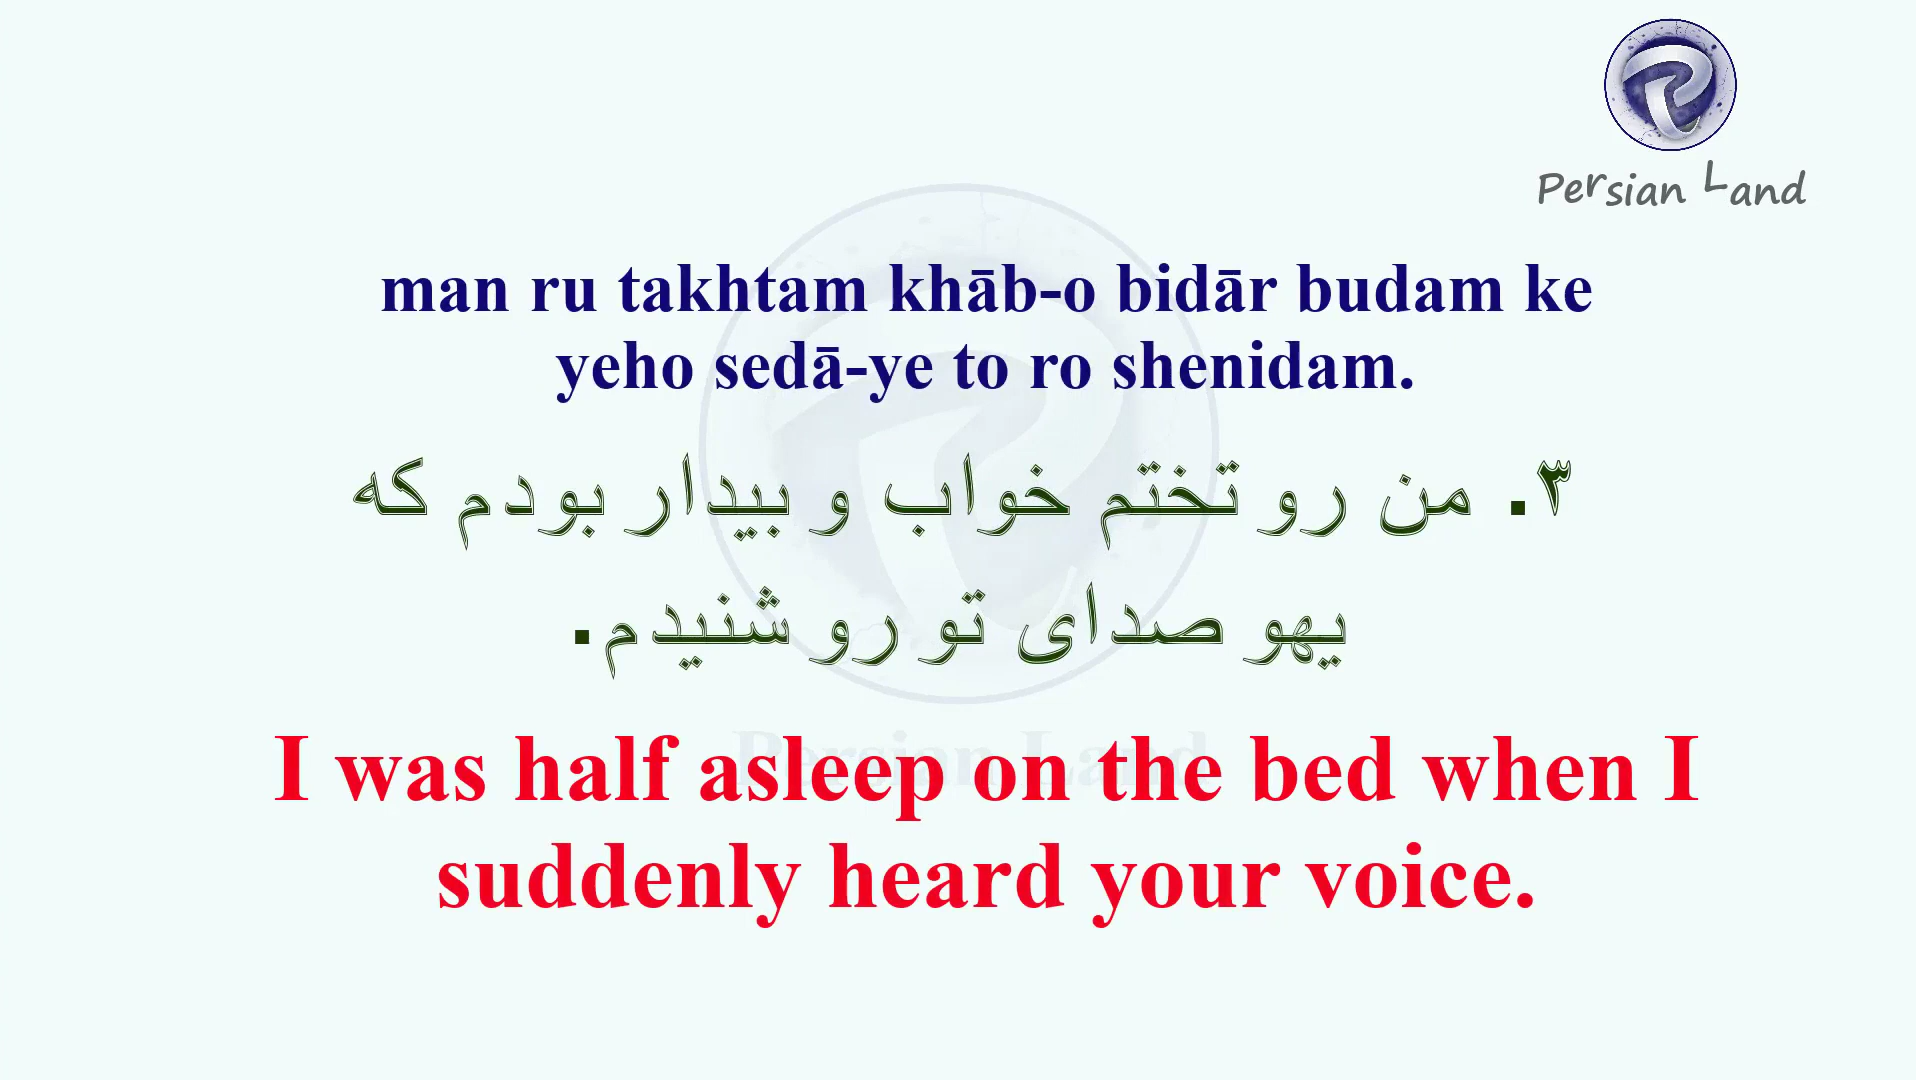 Persian Land
man ru takhtam khāb-o bidār budam ke
yeho sedā-ye to ro shenidam.
۳. من رو تختم خواب و بیدار بودم که
یهو صدای تو رو شنیدم.
Persian Land
I was half asleep on the bed when I
suddenly heard your voice.